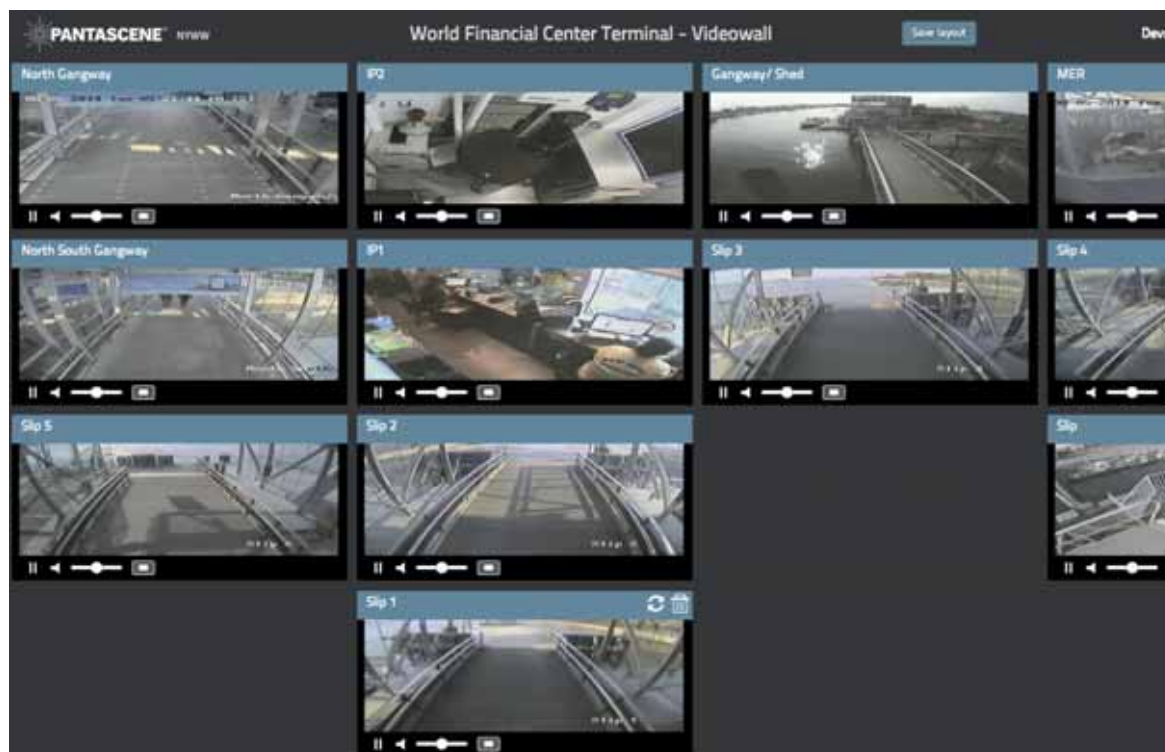 PANTASCENE NYWW
World Financial Center Terminal - Videowall
Save layout
North Gangway
IP2
Gangway/ Shed
MER
North South Gangway
IP1
Slip 3
Slip 4
Slip 5
Slip 2
Slip
Slip 1